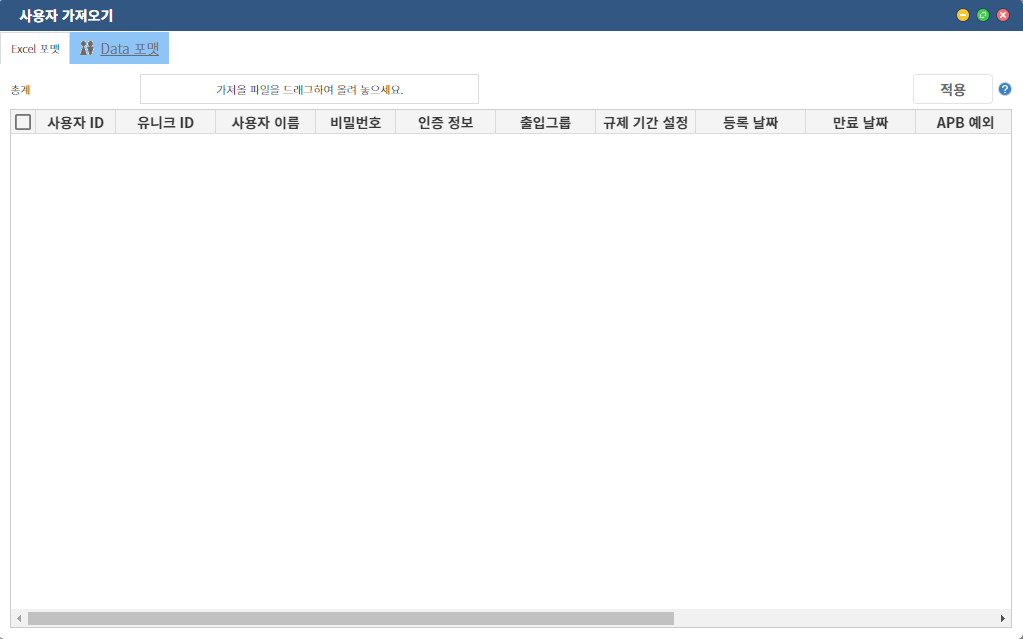 사용자 가져오기
Excel 포맷 Data 포맷
총계 가져올 파일을 드래그하여 올려 놓으세요. 적용 ?
사용자 ID 유니크 ID 사용자 이름 비밀번호 인증 정보 출입그룹 규제 기간 설정 등록 날짜 만료 날짜 APB 예외